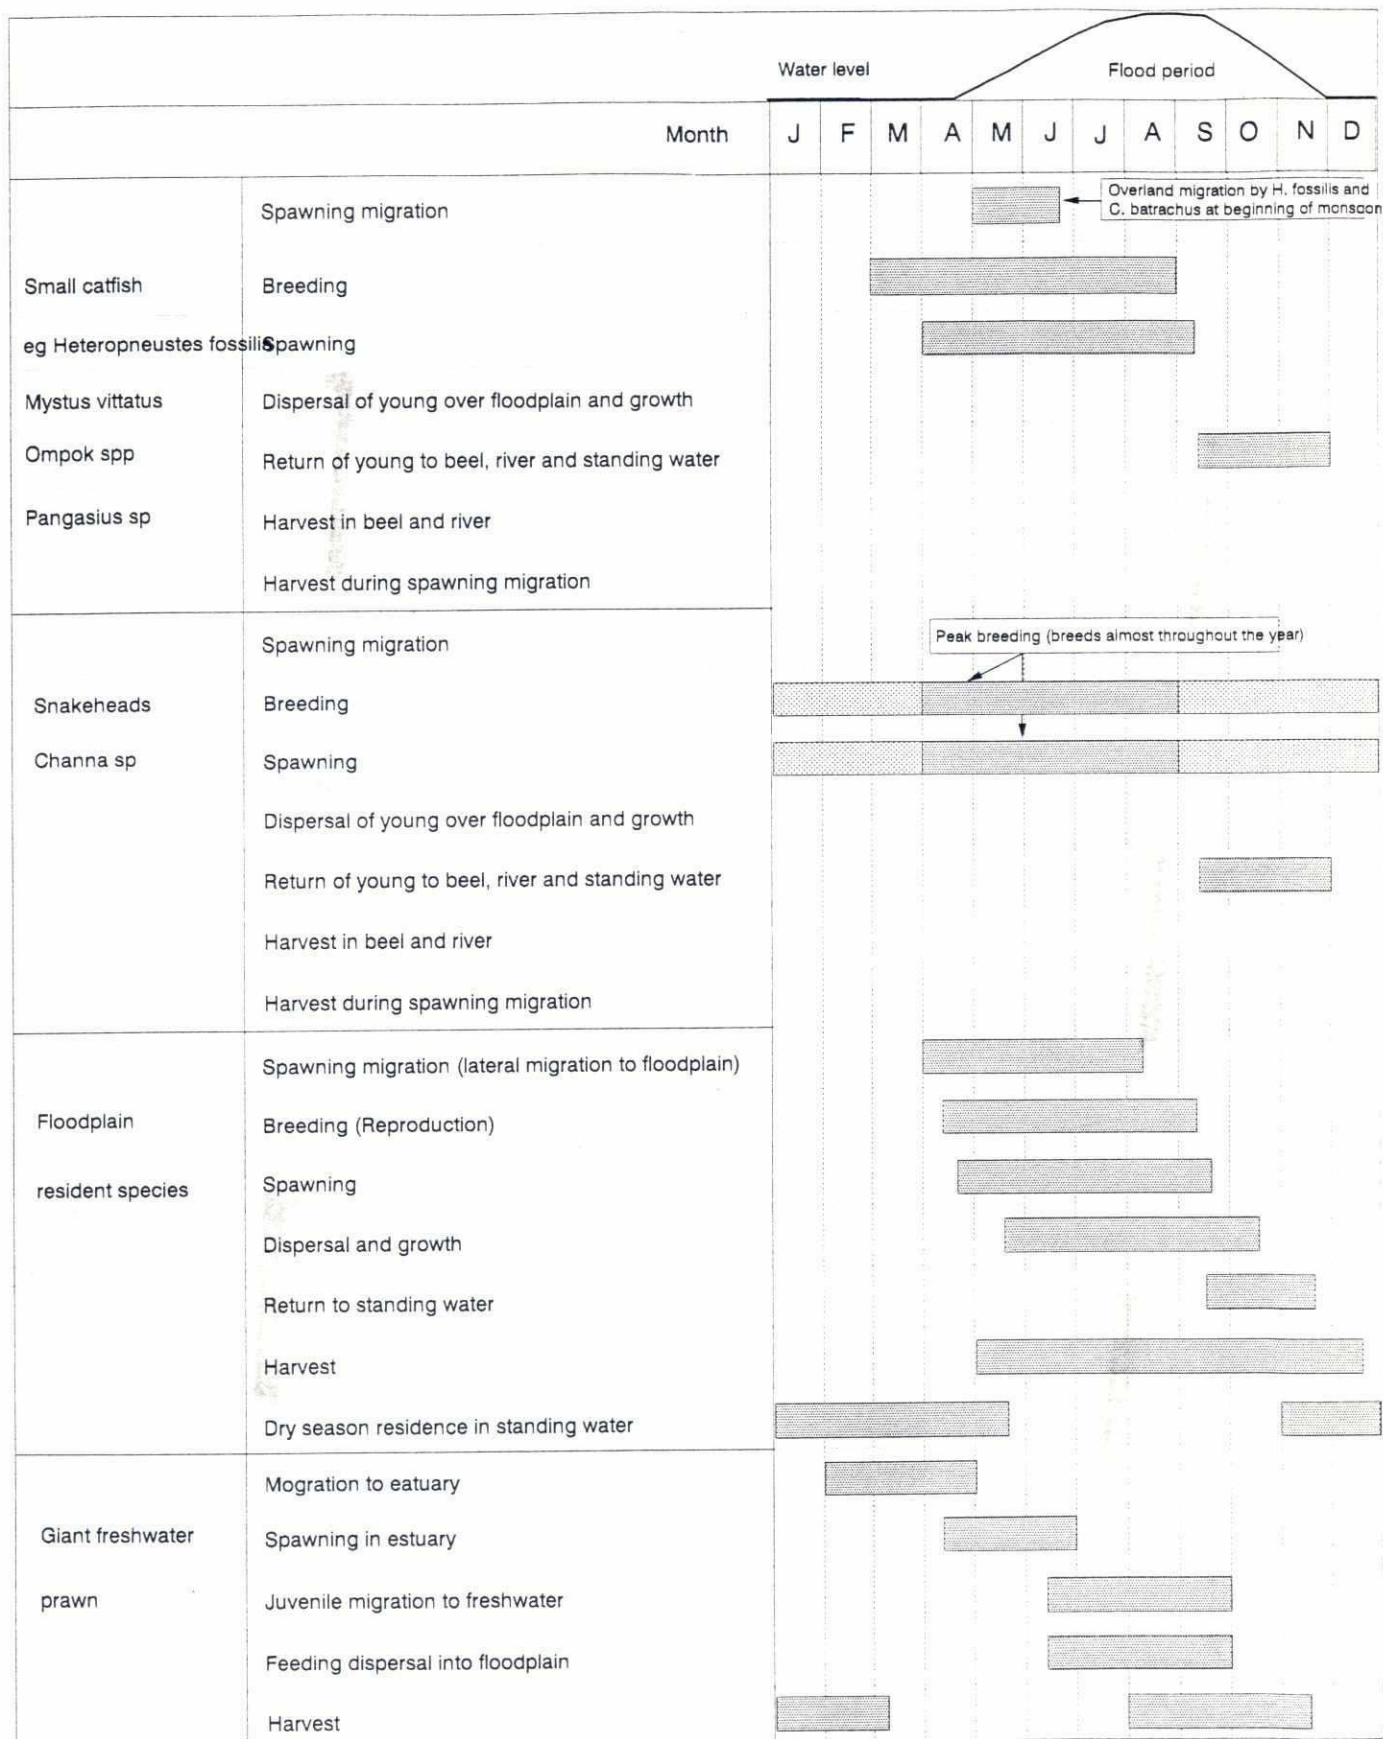 Water level Flood period
Month J F M A M J J A S O N D
Spawning migration
Overland migration by H. fossilis and
C. batrachus at beginning of monsoon
Small catfish Breeding
eg Heteropneustes fossilis Spawning
Mystus vittatus Dispersal of young over floodplain and growth
Ompok spp Return of young to beel, river and standing water
Pangasius sp Harvest in beel and river
Harvest during spawning migration
Spawning migration
Peak breeding (breeds almost throughout the year)
Snakeheads Breeding
Channa sp Spawning
Dispersal of young over floodplain and growth
Return of young to beel, river and standing water
Harvest in beel and river
Harvest during spawning migration
Spawning migration (lateral migration to floodplain)
Floodplain Breeding (Reproduction)
resident species Spawning
Dispersal and growth
Return to standing water
Harvest
Dry season residence in standing water
Mogration to eatuary
Giant freshwater Spawning in estuary
prawn Juvenile migration to freshwater
Feeding dispersal into floodplain
Harvest